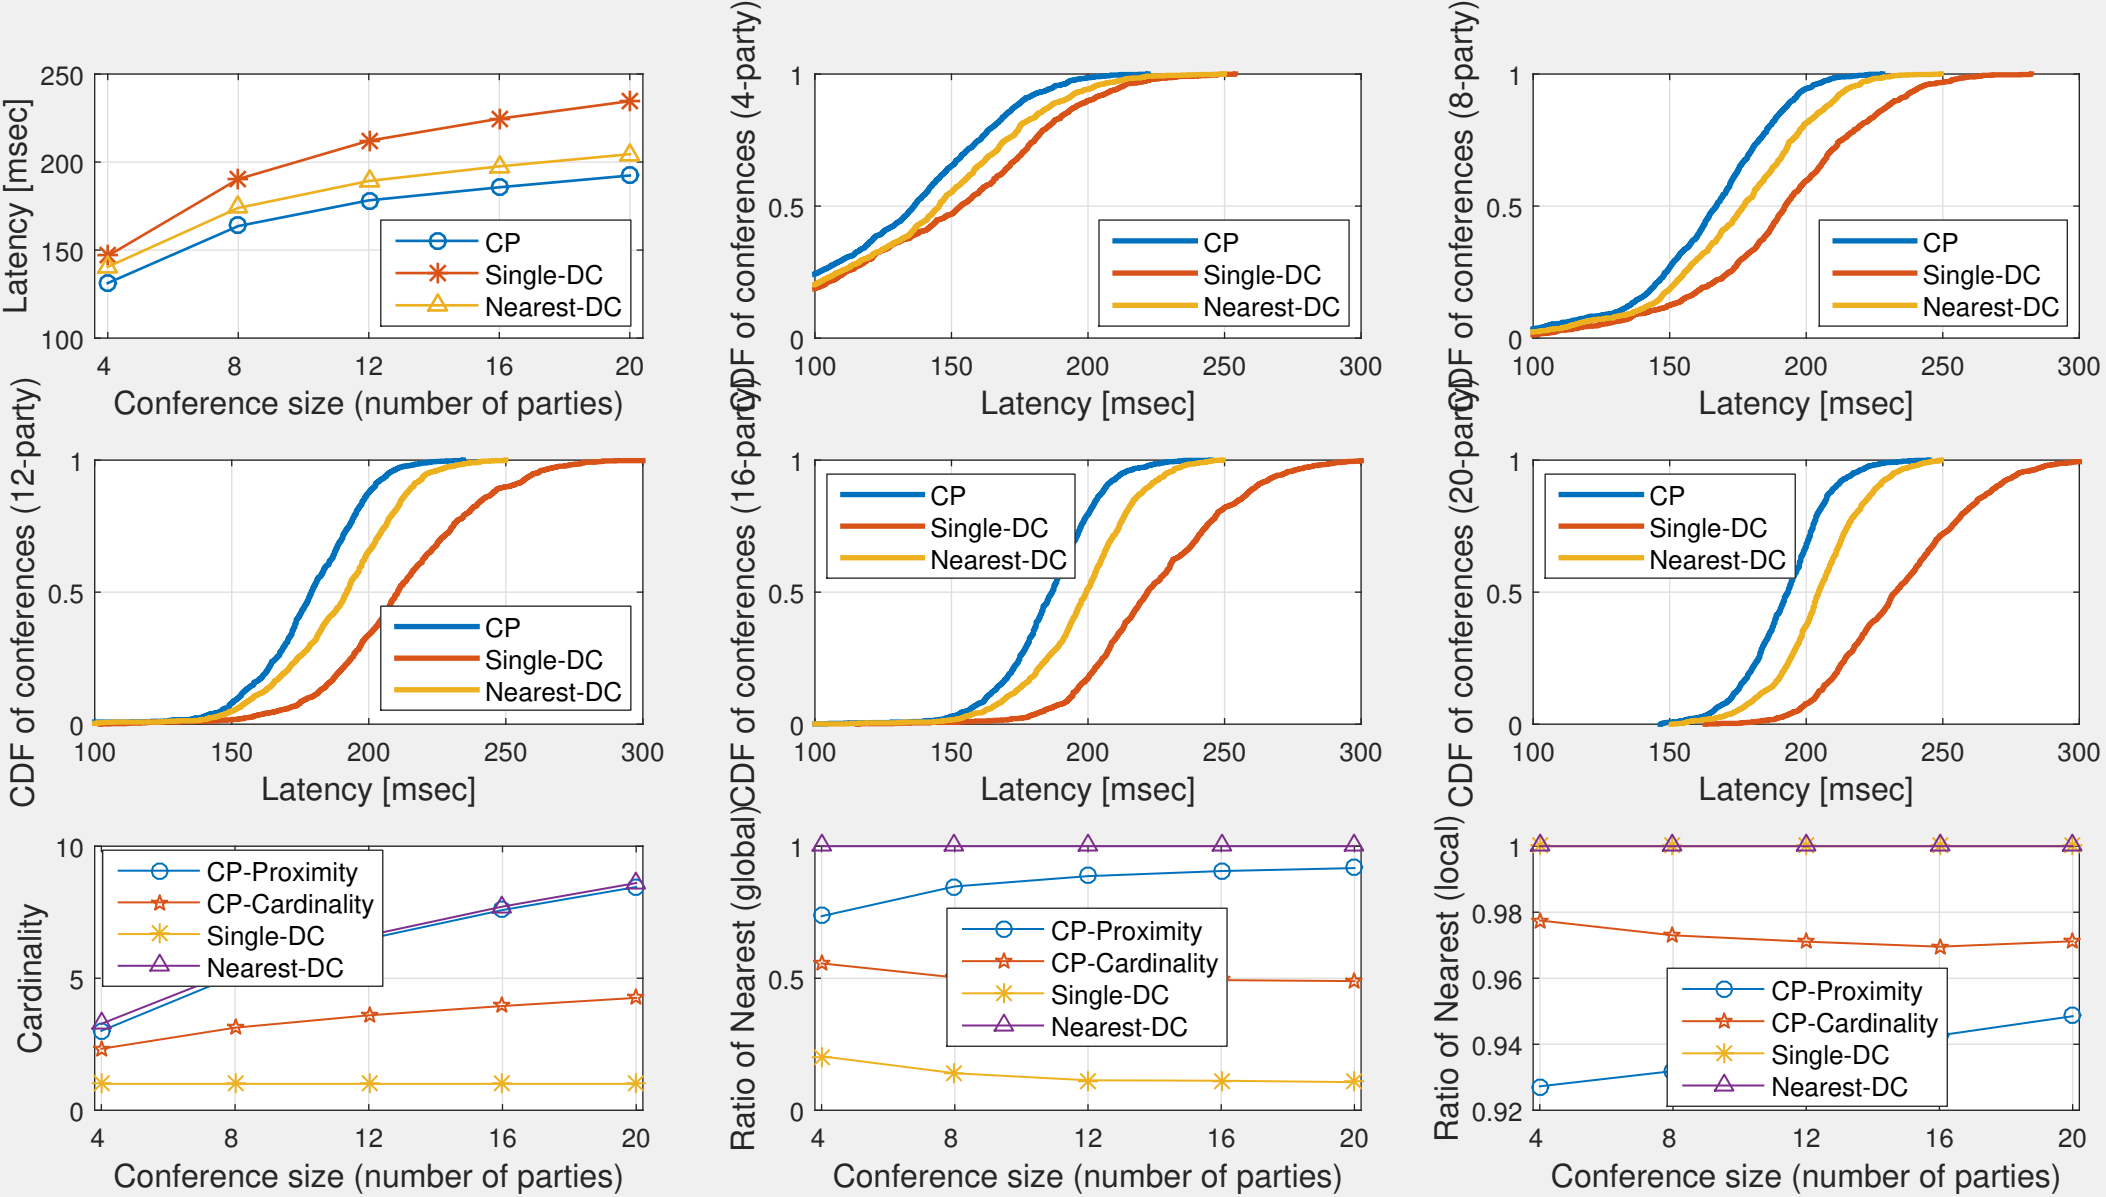 Latency [msec]
250
200
150
100
4 8 12 16 20
Conference size (number of parties)
CP
Single-DC
Nearest-DC
CDF of conferences (4-party)
1
0.5
0
100 150 200 250 300
Latency [msec]
CP
Single-DC
Nearest-DC
CDF of conferences (8-party)
1
0.5
0
100 150 200 250 300
Latency [msec]
CP
Single-DC
Nearest-DC
CDF of conferences (12-party)
1
0.5
0
100 150 200 250 300
Latency [msec]
CP
Single-DC
Nearest-DC
CDF of conferences (16-party)
1
0.5
0
100 150 200 250 300
Latency [msec]
CP
Single-DC
Nearest-DC
CDF of conferences (20-party)
1
0.5
0
100 150 200 250 300
Latency [msec]
CP
Single-DC
Nearest-DC
Cardinality
10
5
0
4 8 12 16 20
Conference size (number of parties)
CP-Proximity
CP-Cardinality
Single-DC
Nearest-DC
Ratio of Nearest (global)
1
0.5
0
4 8 12 16 20
Conference size (number of parties)
CP-Proximity
CP-Cardinality
Single-DC
Nearest-DC
Ratio of Nearest (local)
1
0.98
0.96
0.94
0.92
4 8 12 16 20
Conference size (number of parties)
CP-Proximity
CP-Cardinality
Single-DC
Nearest-DC